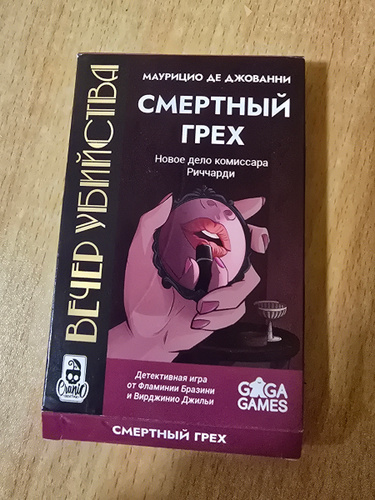 МАУРИЦИО ДЕ ДЖОВАННИ
СМЕРТНЫЙ
ГРЕХ
Новое дело комиссара
Риччарди
ВЕЧЕР УБИЙСТВА
Cranio
Детективная игра
от Фламинии Бразини
и Вирджинио Джильи
GAGA
GAMES
СМЕРТНЫЙ ГРЕХ